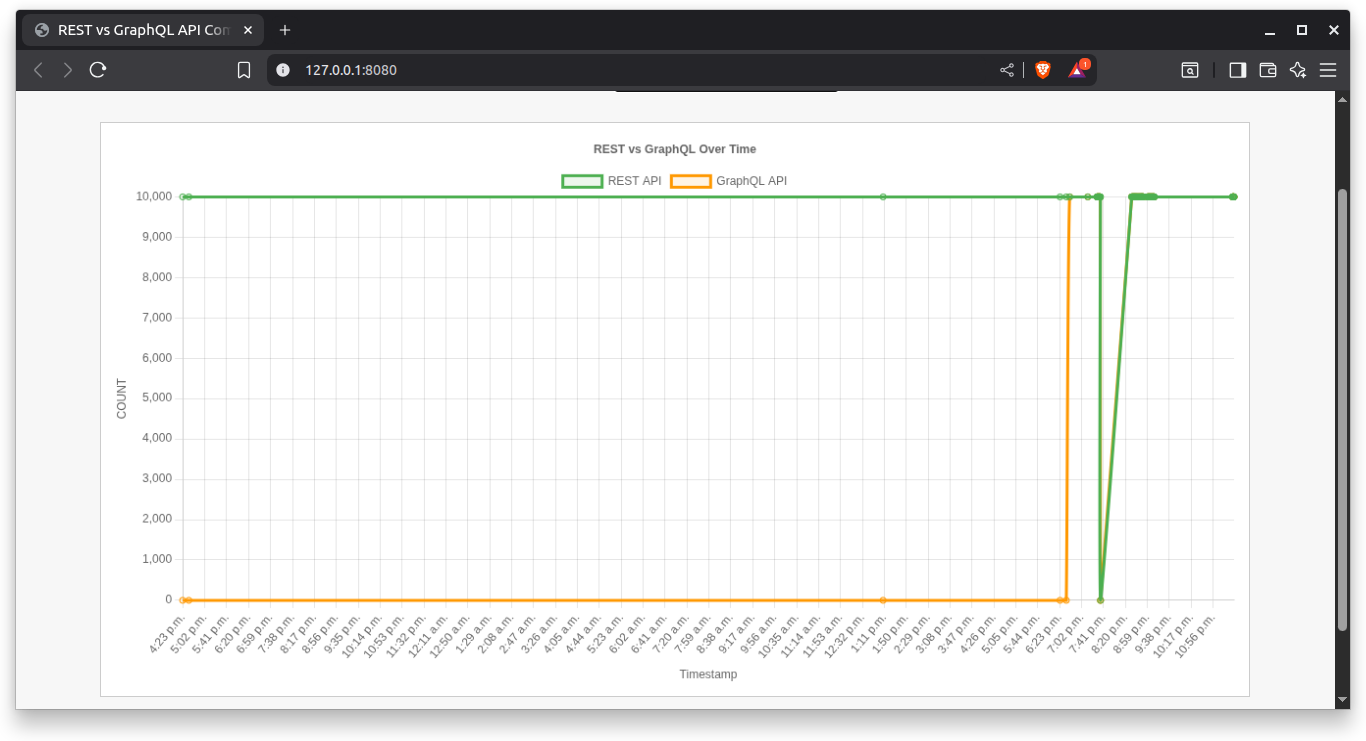 REST vs GraphQL API Con
127.0.0.1:8080
1
REST vs GraphQL Over Time
REST API GraphQL API
10,000
9,000
8,000
7,000
6,000
5,000
4,000
3,000
2,000
1,000
0
COUNT
4:23 p.m. 5:02 p.m. 5:41 p.m. 6:20 p.m. 6:59 p.m. 7:38 p.m. 8:17 p.m. 8:56 p.m. 9:35 p.m. 10:14 p.m. 10:53 p.m. 11:32 p.m. 12:11 a.m. 12:50 a.m. 1:29 a.m. 2:08 a.m. 2:47 a.m. 3:26 a.m. 4:05 a.m. 4:44 a.m. 5:23 a.m. 6:02 a.m. 6:41 a.m. 7:20 a.m. 7:59 a.m. 8:38 a.m. 9:17 a.m. 9:56 a.m. 10:35 a.m. 11:14 a.m. 11:53 a.m. 12:32 p.m. 1:11 p.m. 1:50 p.m. 2:29 p.m. 3:08 p.m. 3:47 p.m. 4:26 p.m. 5:05 p.m. 5:44 p.m. 6:23 p.m. 7:02 p.m. 7:41 p.m. 8:20 p.m. 8:59 p.m. 9:38 p.m. 10:17 p.m. 10:56 p.m.
Timestamp